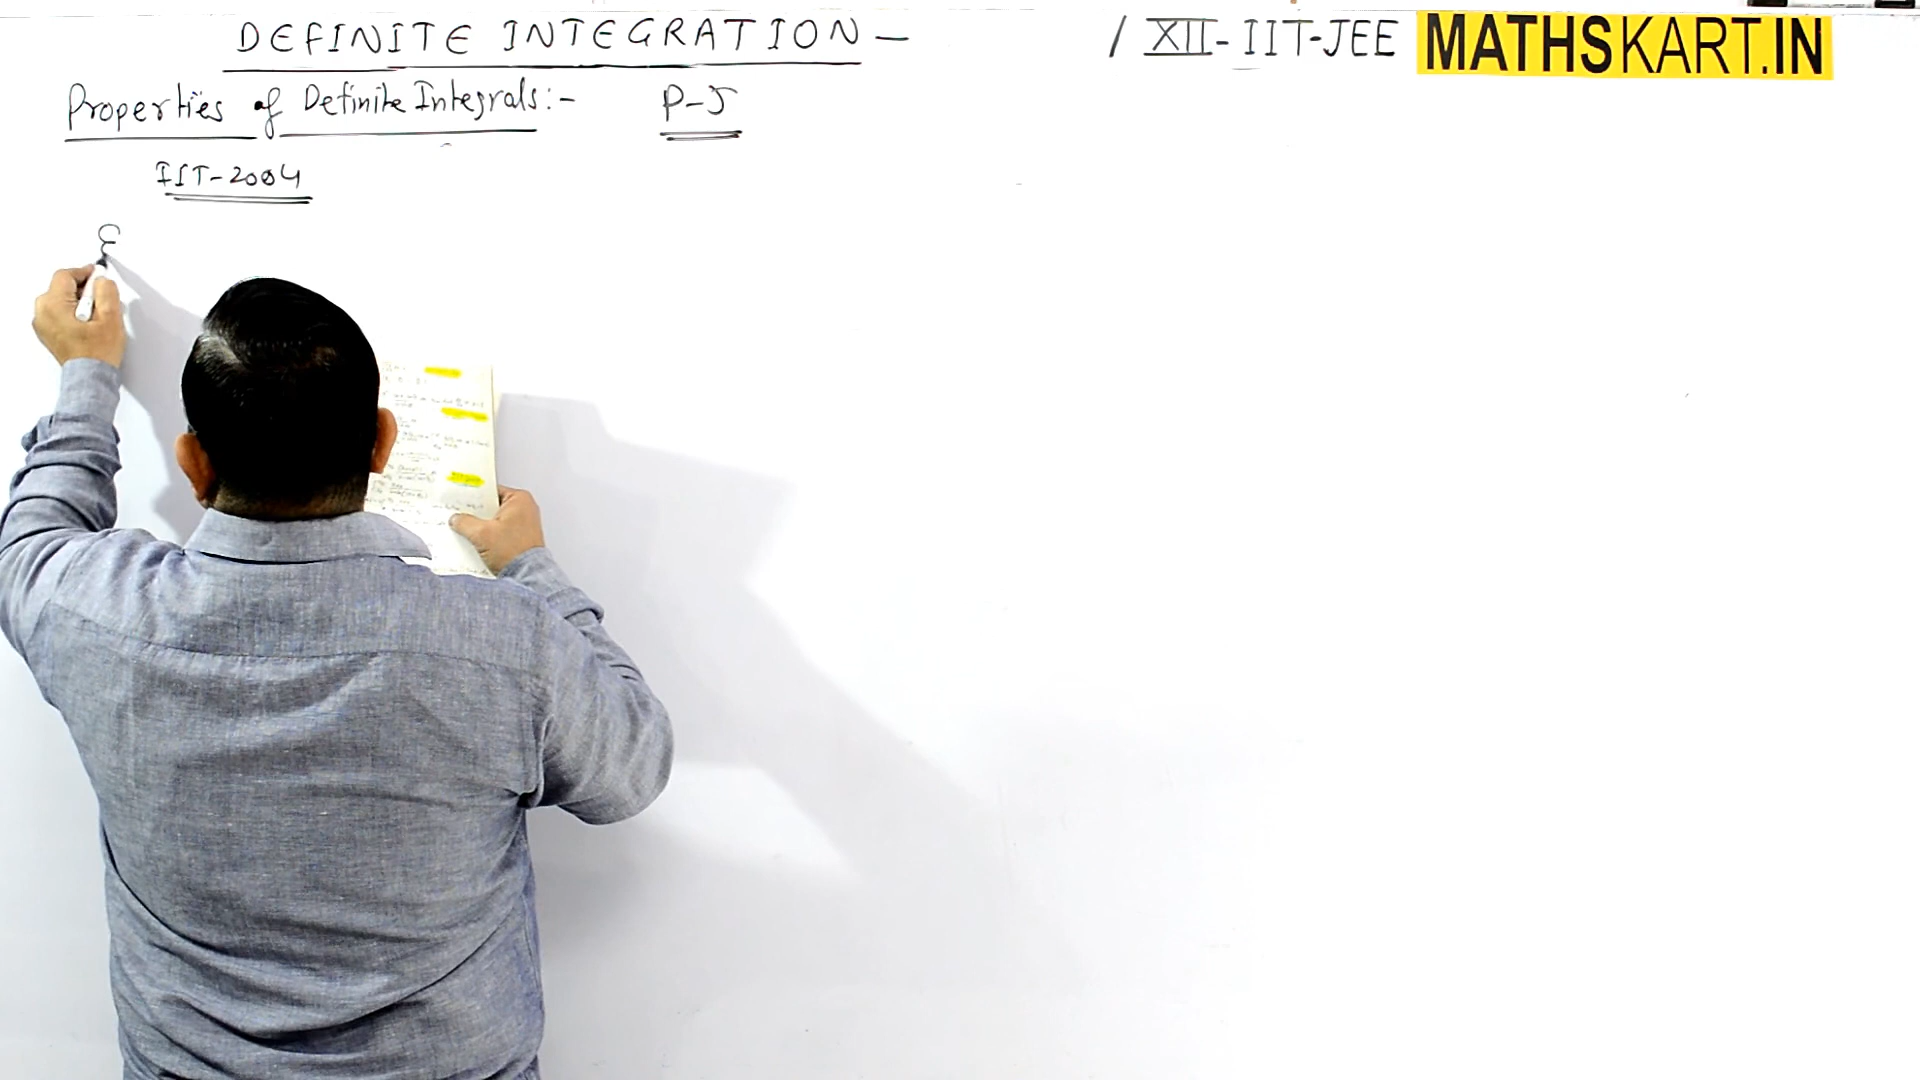 DEFINITE INTEGRATION — / XII-IIT-JEE MATHSKART.IN
Properties of Definite Integrals:- P-5
IIT-2004